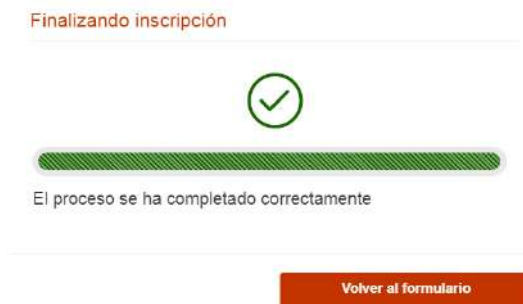 Finalizando inscripción
El proceso se ha completado correctamente
Volver al formulario